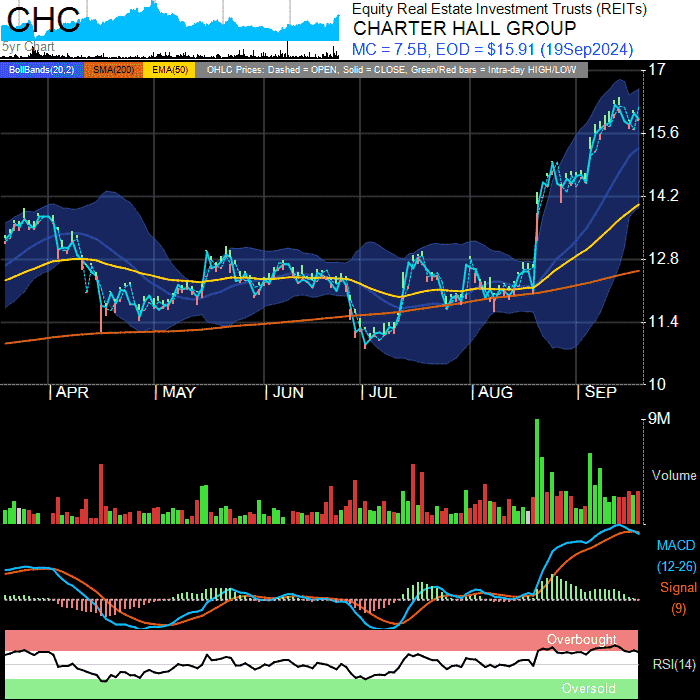 CHC
5yr Chart
Equity Real Estate Investment Trusts (REITs)
CHARTER HALL GROUP
MC = 7.5B, EOD = $15.91 (19Sep2024)
BollBands(20,2) SMA(200) EMA(50) OHLC Prices: Dashed = OPEN, Solid = CLOSE, Green/Red bars = Intra-day HIGH/LOW
17
15.6
14.2
12.8
11.4
10
APR MAY JUN JUL AUG SEP
9M
Volume
MACD
(12-26)
Signal
(9)
Overbought
RSI(14)
Oversold